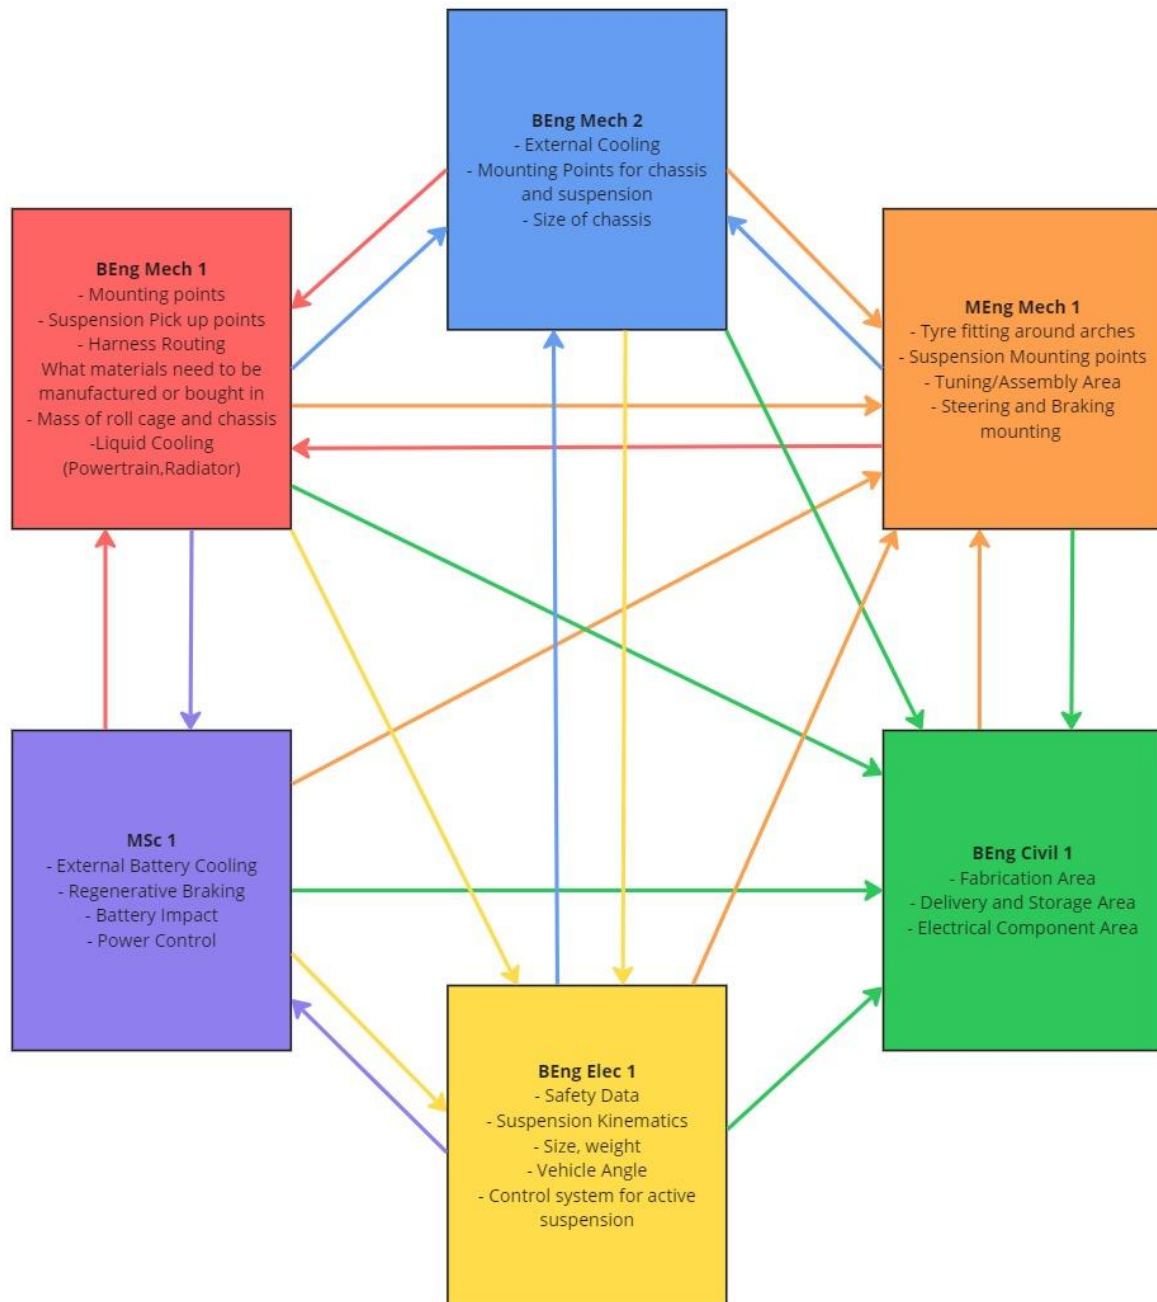 BEng Mech 2
- External Cooling
- Mounting Points for chassis
and suspension
- Size of chassis
BEng Mech 1
- Mounting points
- Suspension Pick up points
- Harness Routing
What materials need to be
manufactured or bought in
- Mass of roll cage and chassis
-Liquid Cooling
(Powertrain,Radiator)
MEng Mech 1
- Tyre fitting around arches
- Suspension Mounting points
- Tuning/Assembly Area
- Steering and Braking
mounting
MSc 1
- External Battery Cooling
- Regenerative Braking
- Battery Impact
- Power Control
BEng Elec 1
- Safety Data
- Suspension Kinematics
- Size, weight
- Vehicle Angle
- Control system for active
suspension
BEng Civil 1
- Fabrication Area
- Delivery and Storage Area
- Electrical Component Area